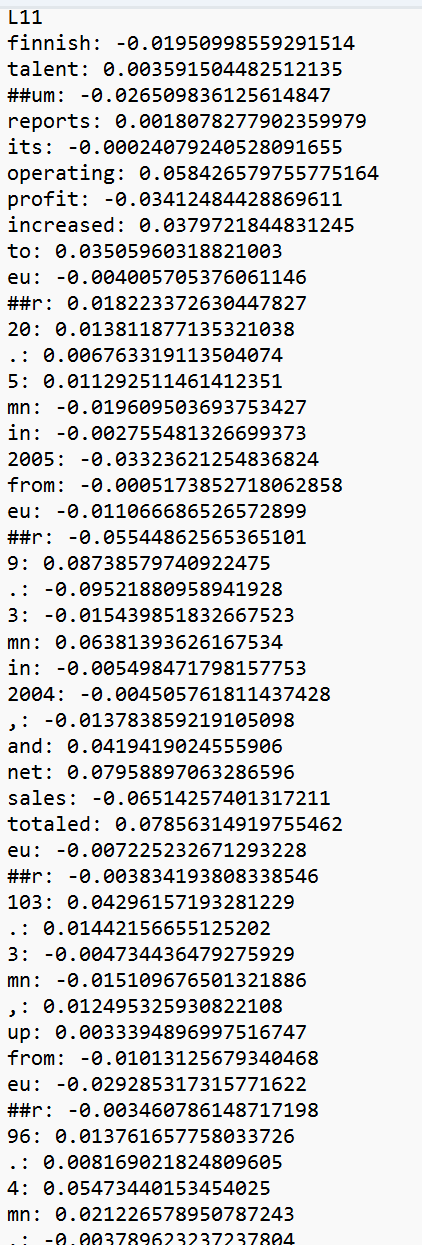 L11
finnish: -0.01950998559291514
talent: 0.003591504482512135
##um: -0.026509836125614847
reports: 0.0018078277902359979
its: -0.00024079240528091655
operating: 0.058426579755775164
profit: -0.03412484428869611
increased: 0.0379721844831245
to: 0.03505960318821003
eu: -0.004005705376061146
##r: 0.018223372630447827
20: 0.013811877135321038
.: 0.006763319113504074
5: 0.011292511461412351
mn: -0.019609503693753427
in: -0.002755481326699373
2005: -0.03323621254836824
from: -0.0005173852718062858
eu: -0.011066686526572899
##r: -0.05544862565365101
9: 0.08738579740922475
.: -0.09521880958941928
3: -0.015439851832667523
mn: 0.06381393626167534
in: -0.005498471798157753
2004: -0.004505761811437428
,: -0.013783859219105098
and: 0.0419419024555906
net: 0.07958897063286596
sales: -0.06514257401317211
totaled: 0.07856314919755462
eu: -0.007225232671293228
##r: -0.003834193808338546
103: 0.04296157193281229
.: 0.01442156655125202
3: -0.004734436479275929
mn: -0.015109676501321886
,: 0.012495325930822108
up: 0.0033394896997516747
from: -0.01013125679340468
eu: -0.029285317315771622
##r: -0.003460786148717198
96: 0.013761657758033726
.: 0.008169021824809605
4: 0.05473440153454025
mn: 0.021226578950787243
.: -0.003789623237237804